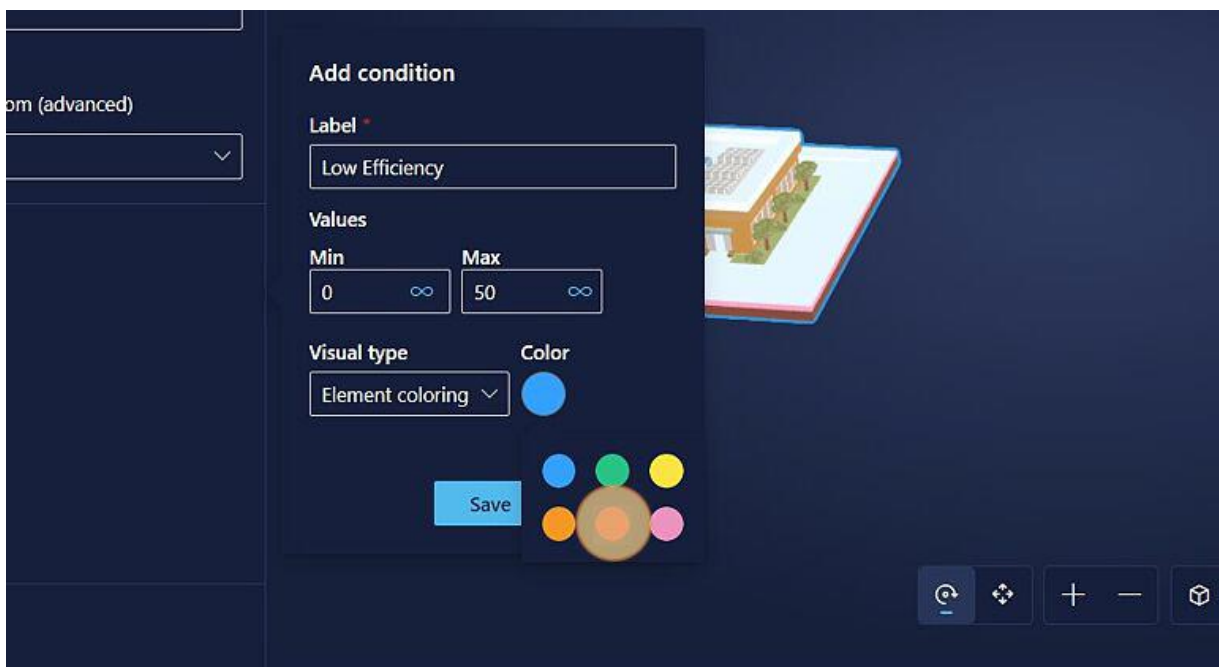 Add condition
om (advanced)
Label *
Low Efficiency
Values
Min Max
0 ∞ 50 ∞
Visual type Color
Element coloring
Save